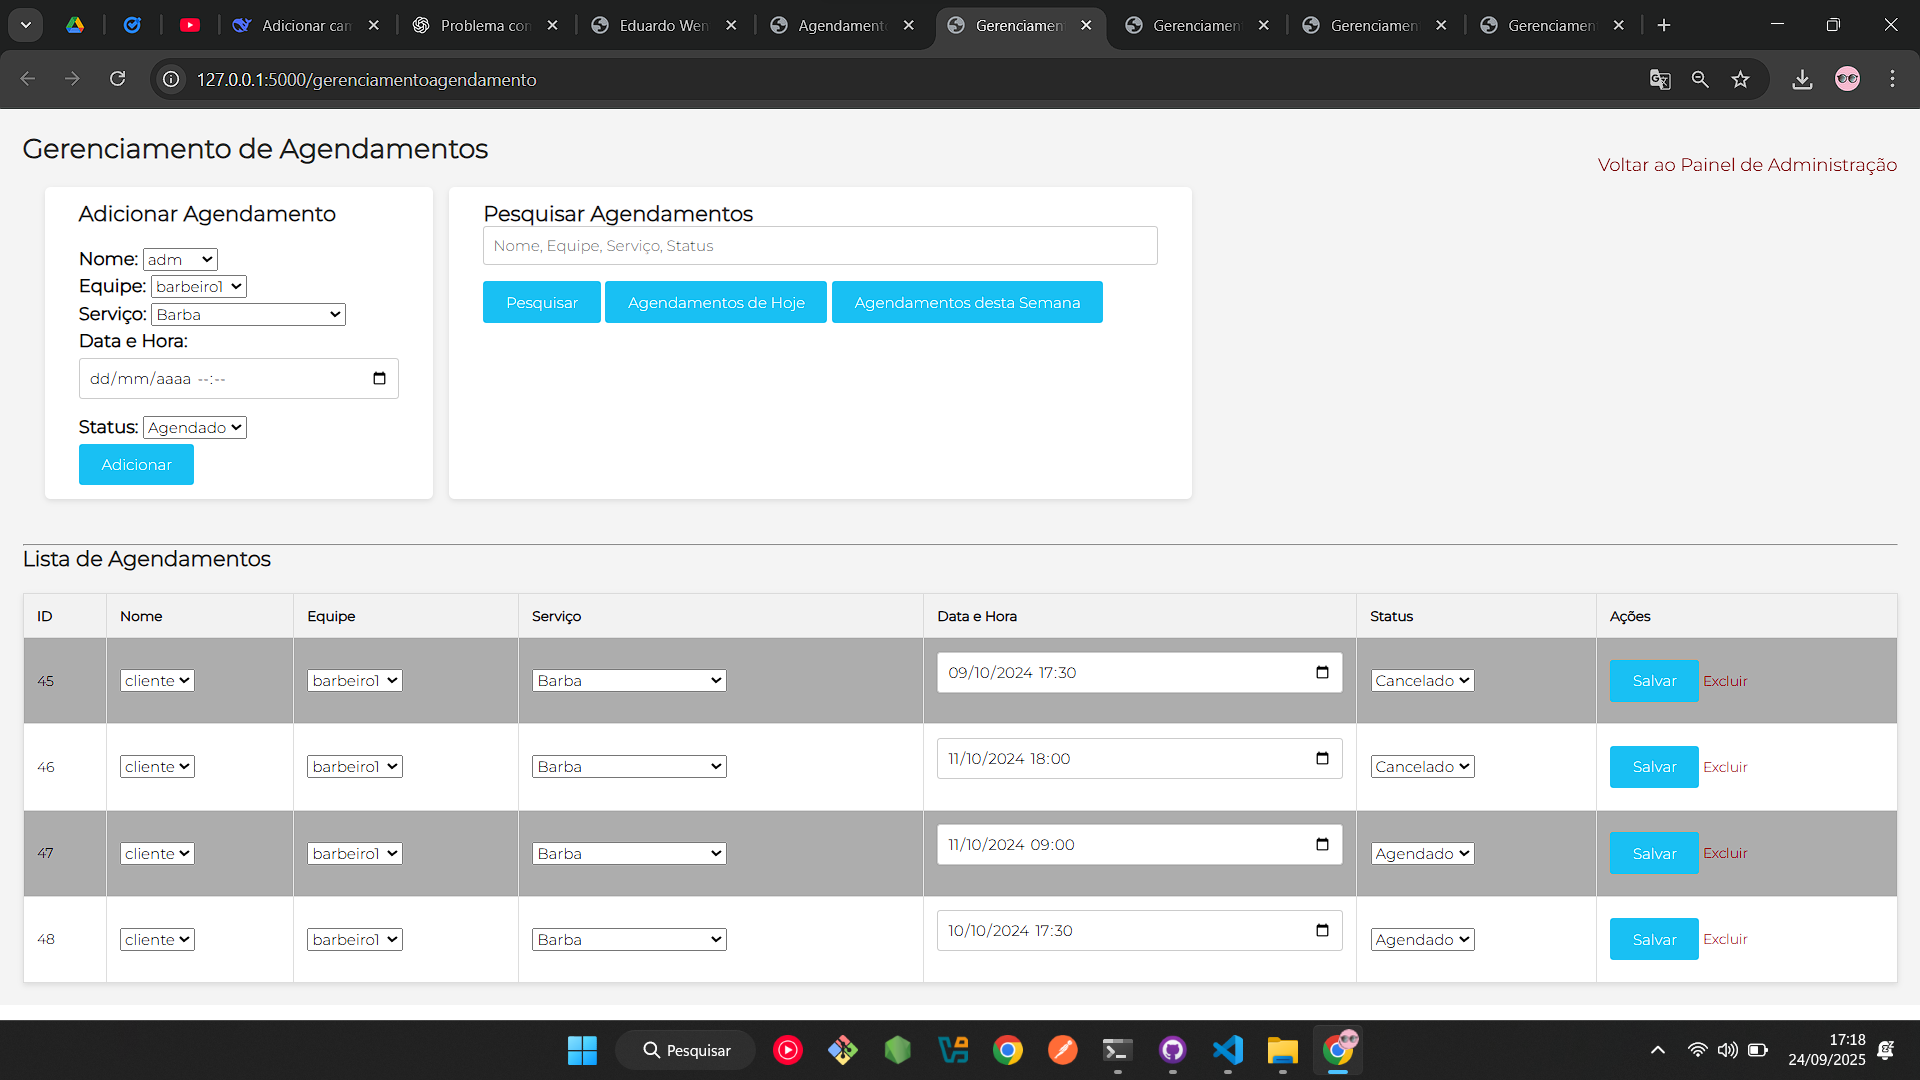 Adicionar can
Problema con
Eduardo Wen
Agendamento
Gerenciamen
Gerenciamen
Gerenciamen
Gerenciamen
127.0.0.1:5000/gerenciamentoagendamento
Gerenciamento de Agendamentos
Voltar ao Painel de Administração
Adicionar Agendamento
Nome: adm
Equipe: barbeiro1
Serviço: Barba
Data e Hora:
dd/mm/aaaa --:--
Status: Agendado
Adicionar
Pesquisar Agendamentos
Nome, Equipe, Serviço, Status
Pesquisar Agendamentos de Hoje Agendamentos desta Semana
Lista de Agendamentos
ID Nome Equipe Serviço Data e Hora Status Ações
45 cliente barbeiro1 Barba 09/10/2024 17:30 Cancelado Salvar Excluir
46 cliente barbeiro1 Barba 11/10/2024 18:00 Cancelado Salvar Excluir
47 cliente barbeiro1 Barba 11/10/2024 09:00 Agendado Salvar Excluir
48 cliente barbeiro1 Barba 10/10/2024 17:30 Agendado Salvar Excluir
Pesquisar
17:18
24/09/2025